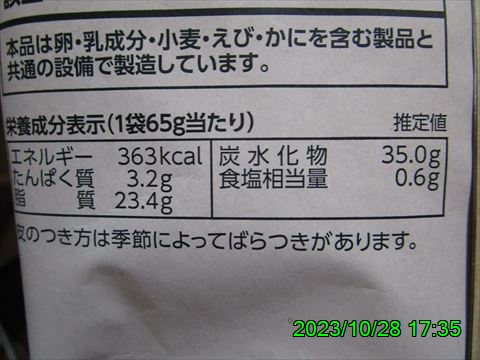 本品は卵・乳成分・小麦・えび・かにを含む製品と
共通の設備で製造しています。
栄養成分表示(1袋65g当たり) 推定値
エネルギー 363kcal 炭水化物 35.0g
たんぱく質 3.2g 食塩相当量 0.6g
脂質 23.4g
皮のつき方は季節によってばらつきがあります。
2023/10/28 17:35